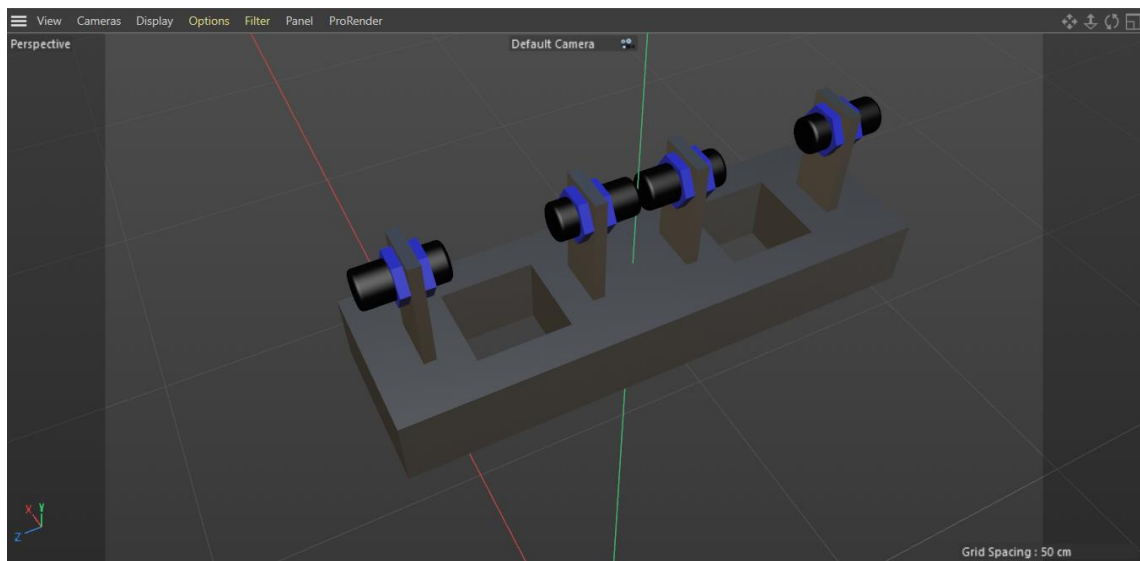 View Cameras Display Options Filter Panel ProRender
Perspective
Default Camera
X Y
Z
Grid Spacing : 50 cm